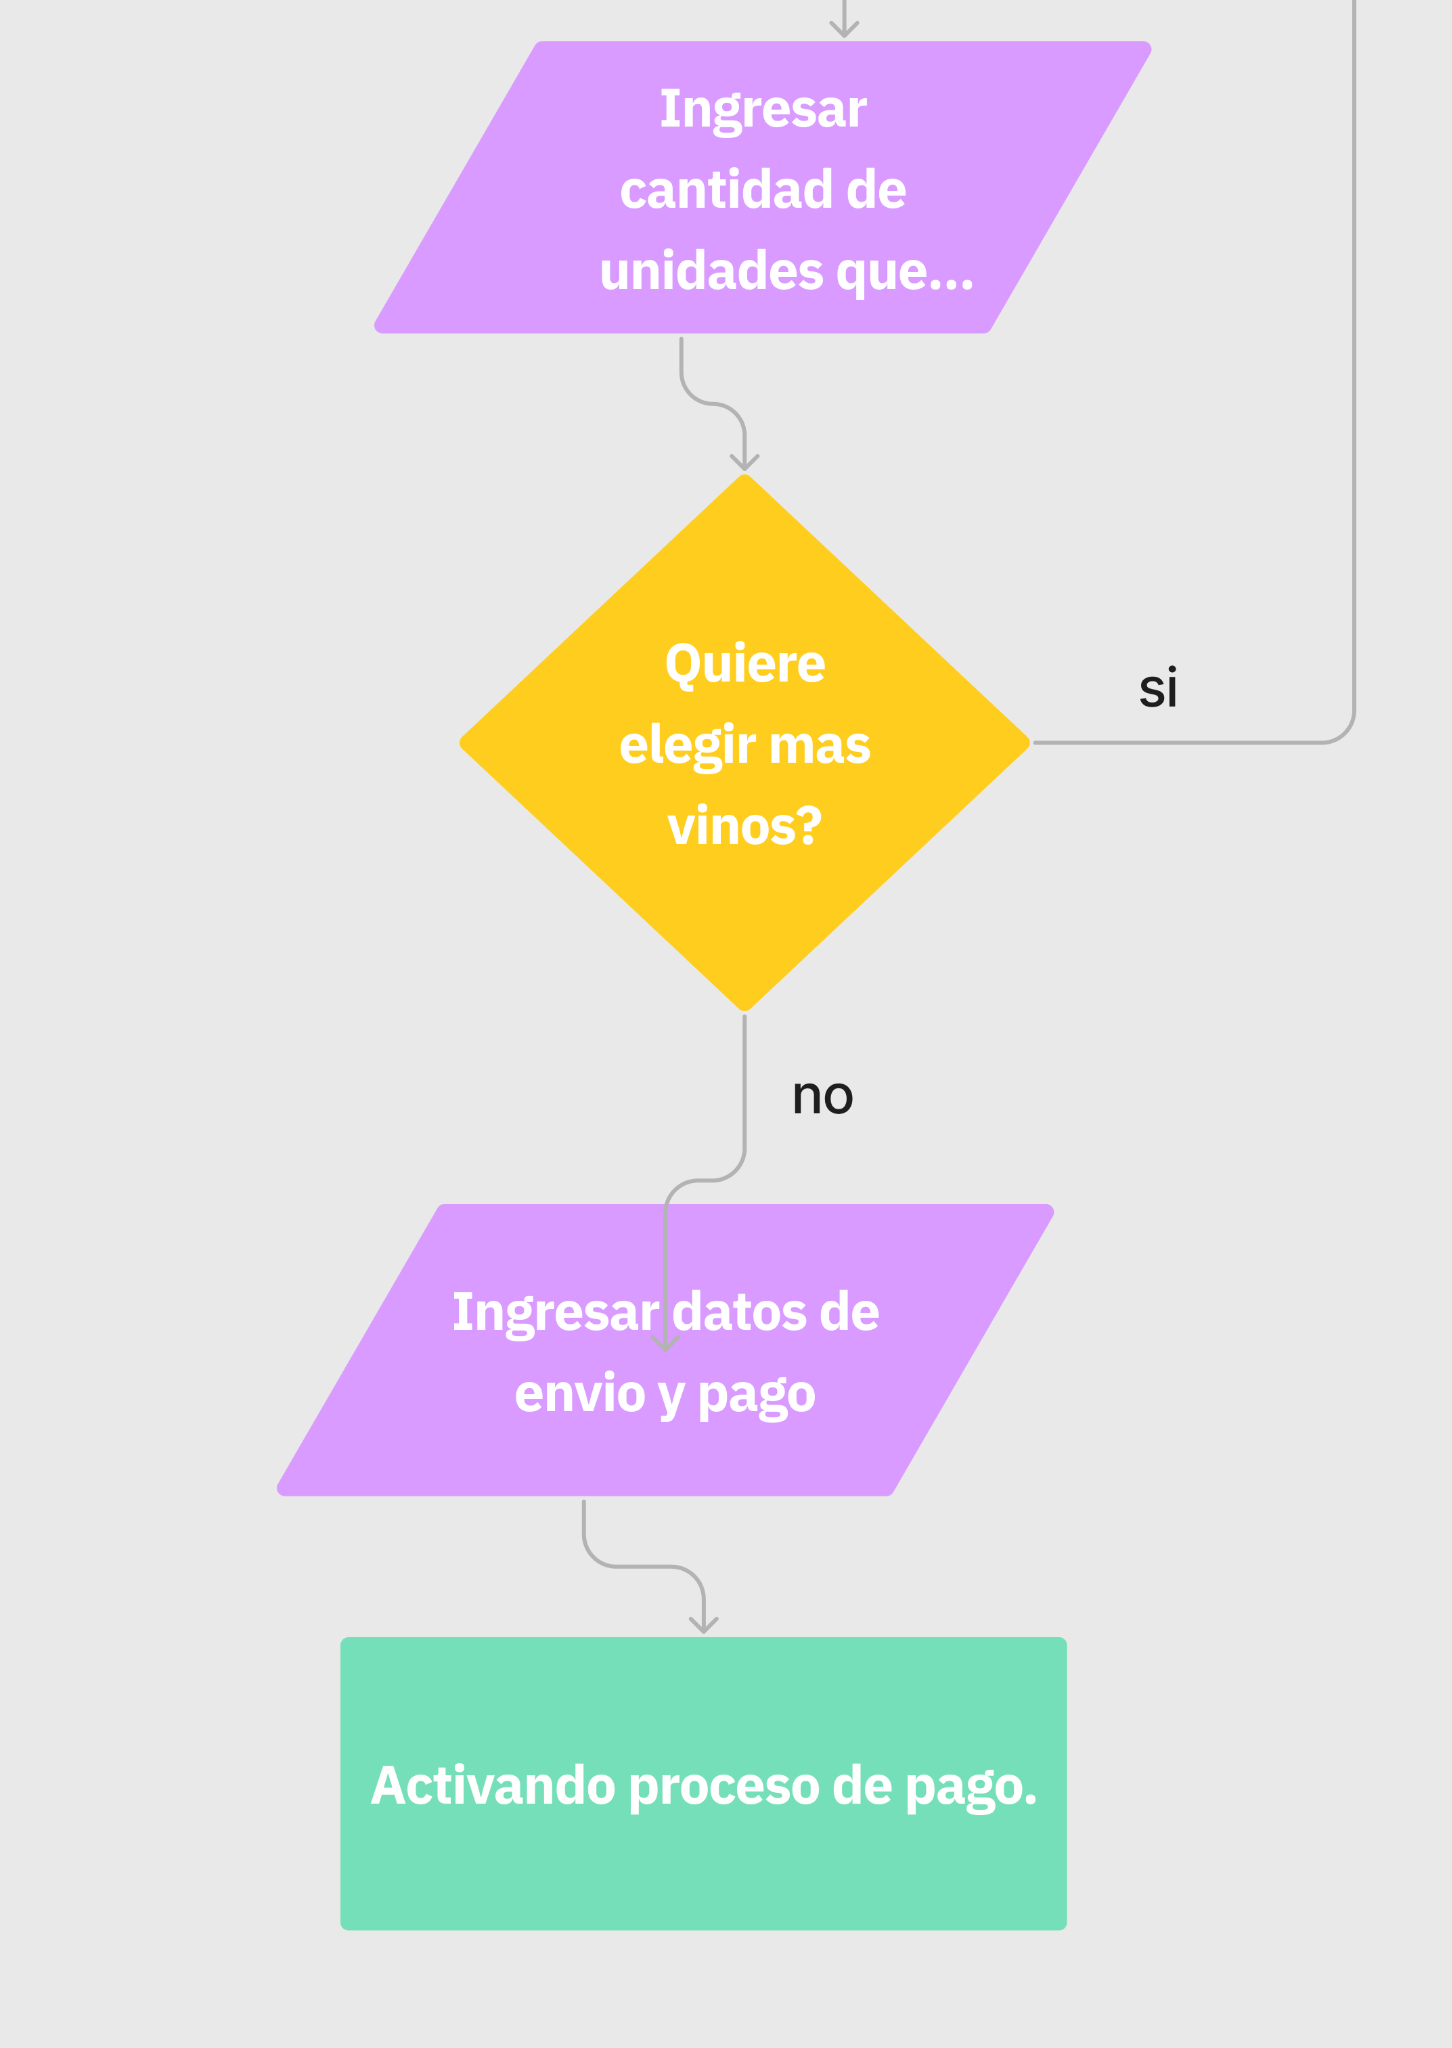 Ingresar
cantidad de
unidades que...
Quiere
elegir mas
vinos?
si
no
Ingresar datos de
envio y pago
Activando proceso de pago.